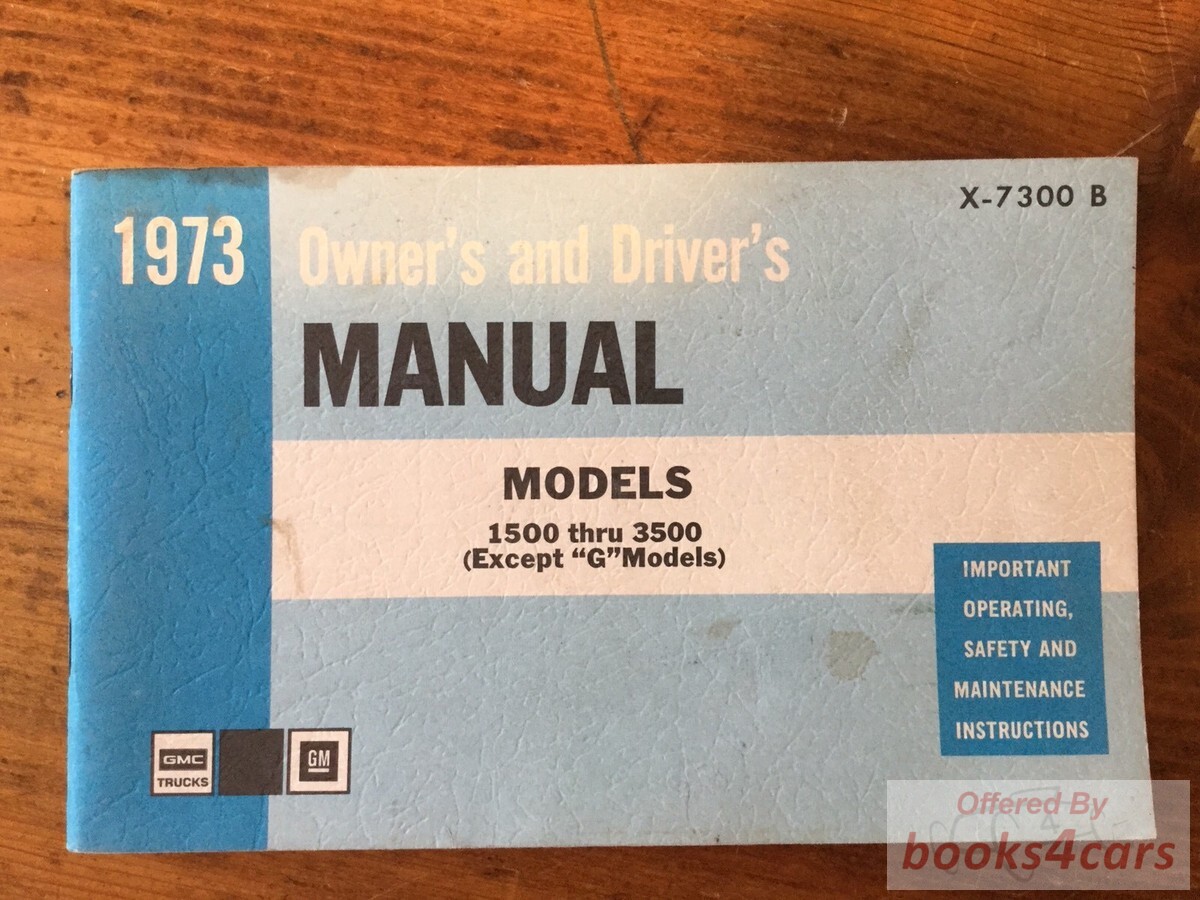 X-7300 B
1973 Owner's and Driver's
MANUAL
MODELS
1500 thru 3500
(Except "G"Models)
IMPORTANT
OPERATING,
SAFETY AND
MAINTENANCE
INSTRUCTIONS
GMC
TRUCKS
GM
Offered By
books4cars